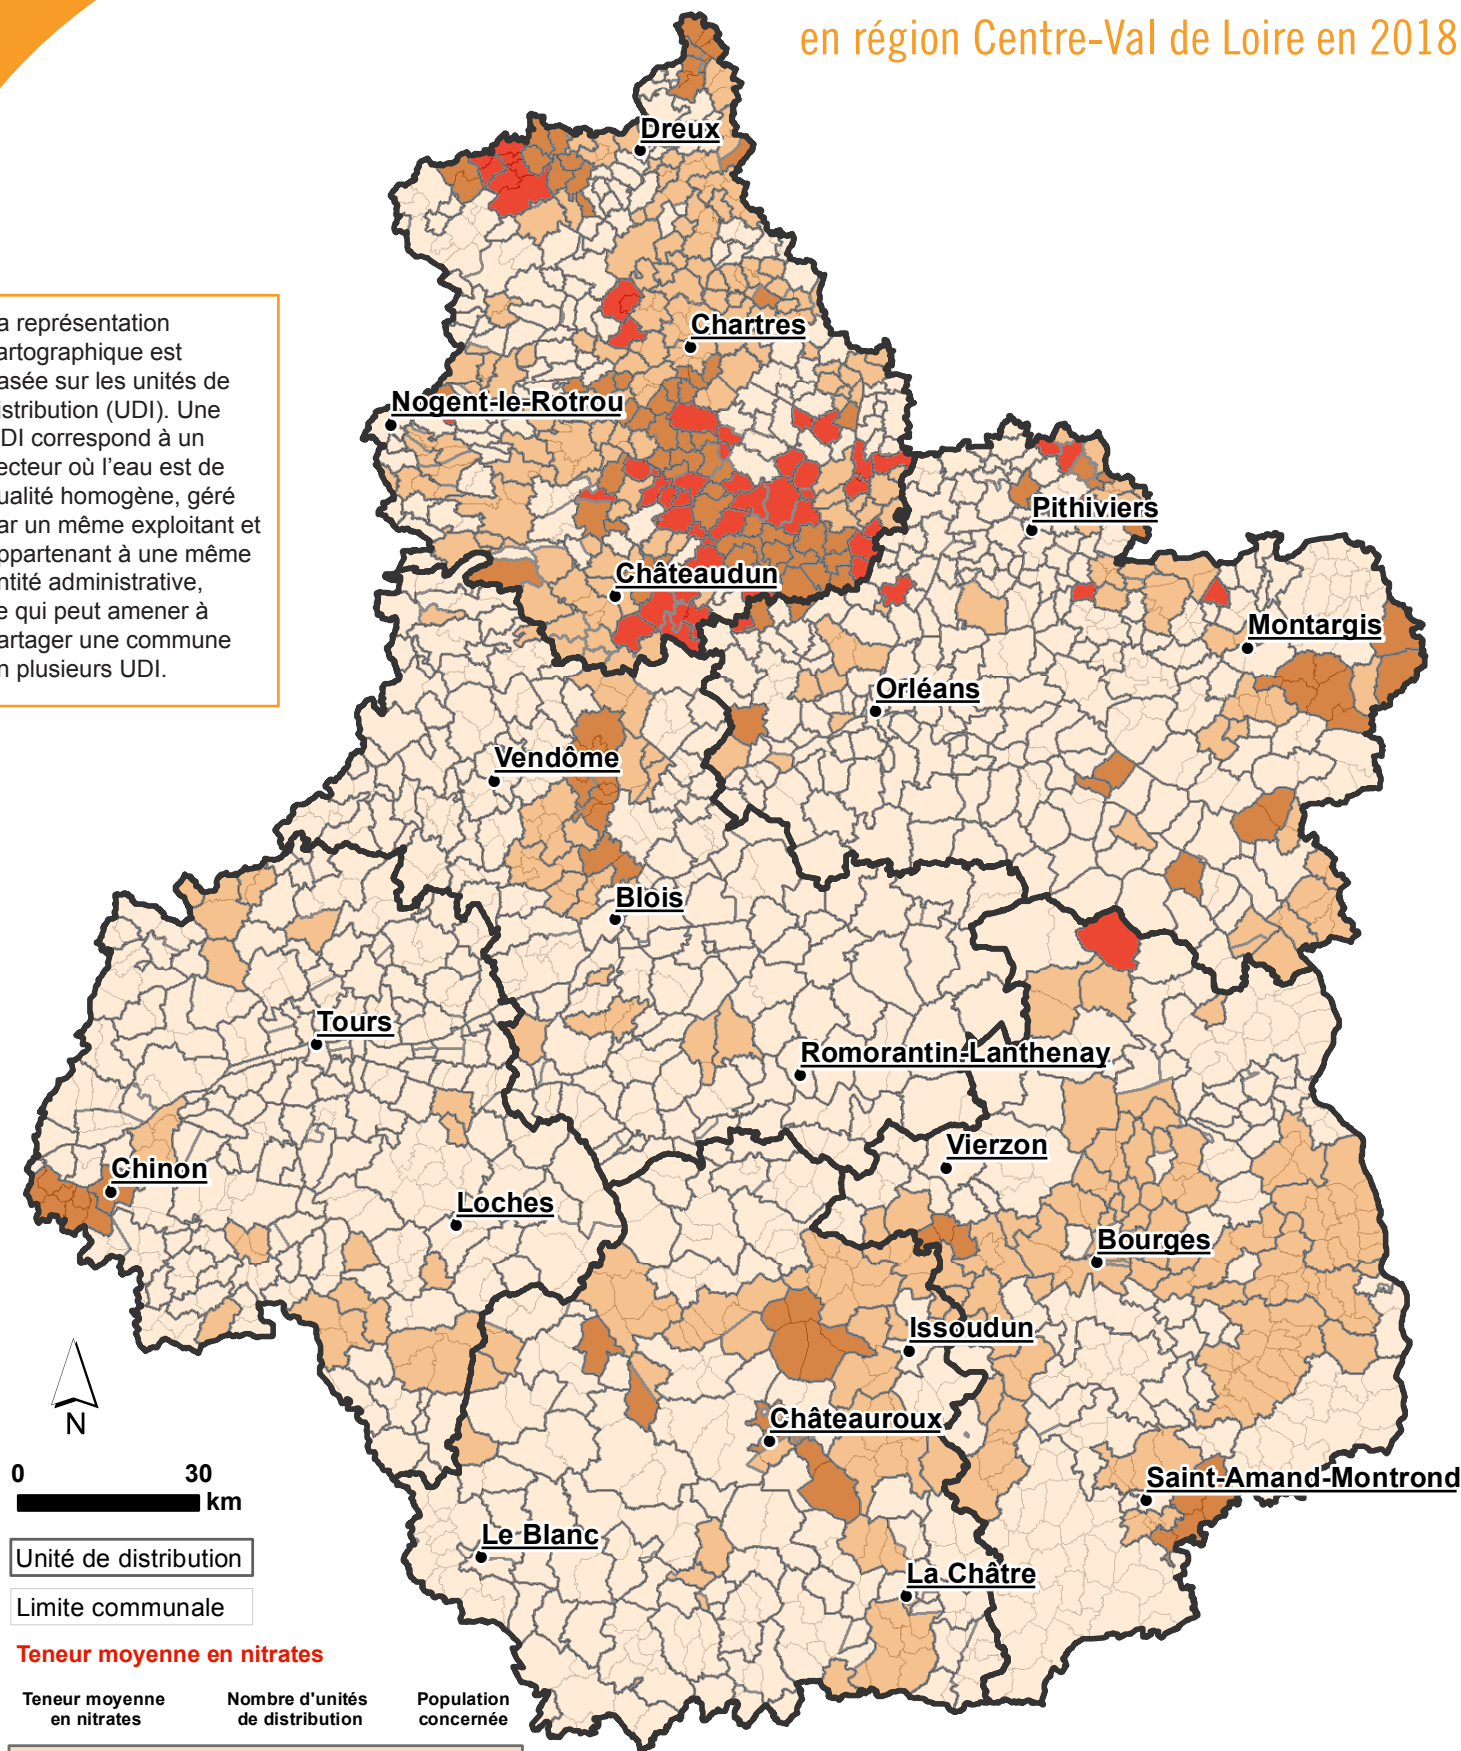 en région Centre-Val de Loire en 2018
Dreux
a représentation
artographique est
asée sur les unités de
istribution (UDI). Une
DI correspond à un
ecteur où l'eau est de
ualité homogène, géré
ar un même exploitant et
ppartenant à une même
ntité administrative,
e qui peut amener à
artager une commune
n plusieurs UDI.
Chartres
Nogent-le-Rotrou
Pithiviers
Châteaudun
Montargis
Orléans
Vendôme
Blois
Tours
Romorantin-Lanthenay
Vierzon
Chinon
Loches
Bourges
Issoudun
N
Châteauroux
0 30
km
Saint-Amand-Montrond
Le Blanc
Unité de distribution
La Châtre
Limite communale
Teneur moyenne en nitrates
Teneur moyenne Nombre d'unités Population
en nitrates de distribution concernée